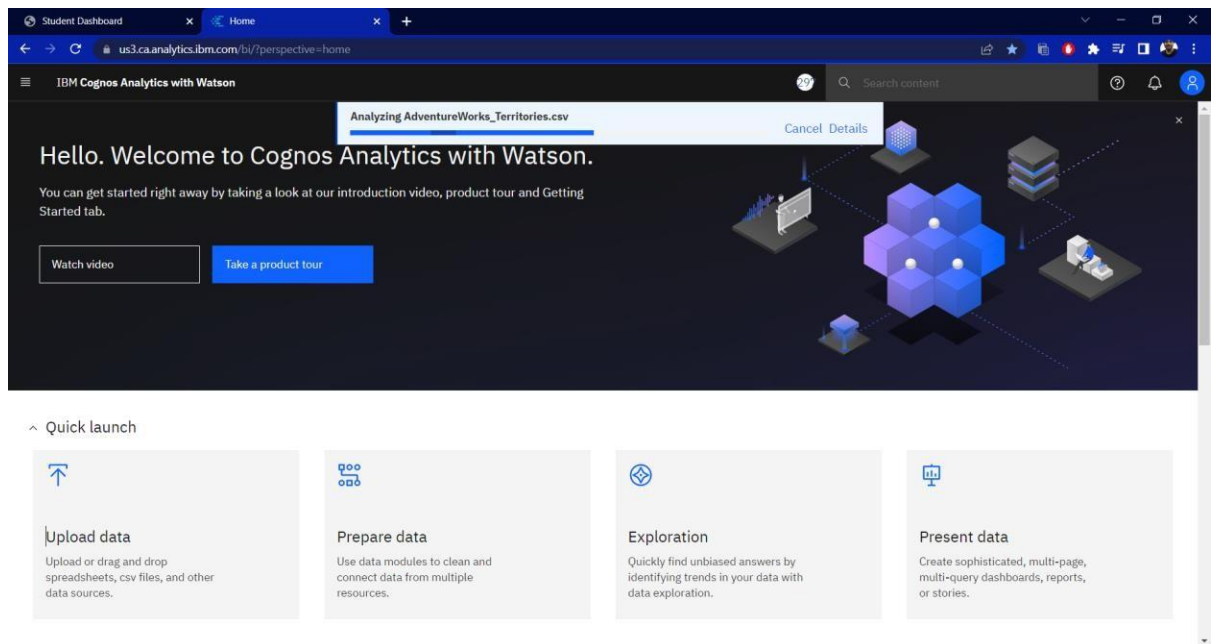 Student Dashboard
Home
us3.ca.analytics.ibm.com/bi/?perspective=home
IBM Cognos Analytics with Watson
Search content
Analyzing AdventureWorks_Territories.csv
Cancel Details
Hello. Welcome to Cognos Analytics with Watson.
You can get started right away by taking a look at our introduction video, product tour and Getting
Started tab.
Watch video
Take a product tour
Quick launch
Upload data
Upload or drag and drop
spreadsheets, csv files, and other
data sources.
Prepare data
Use data modules to clean and
connect data from multiple
resources.
Exploration
Quickly find unbiased answers by
identifying trends in your data with
data exploration.
Present data
Create sophisticated, multi-page,
multi-query dashboards, reports,
or stories.